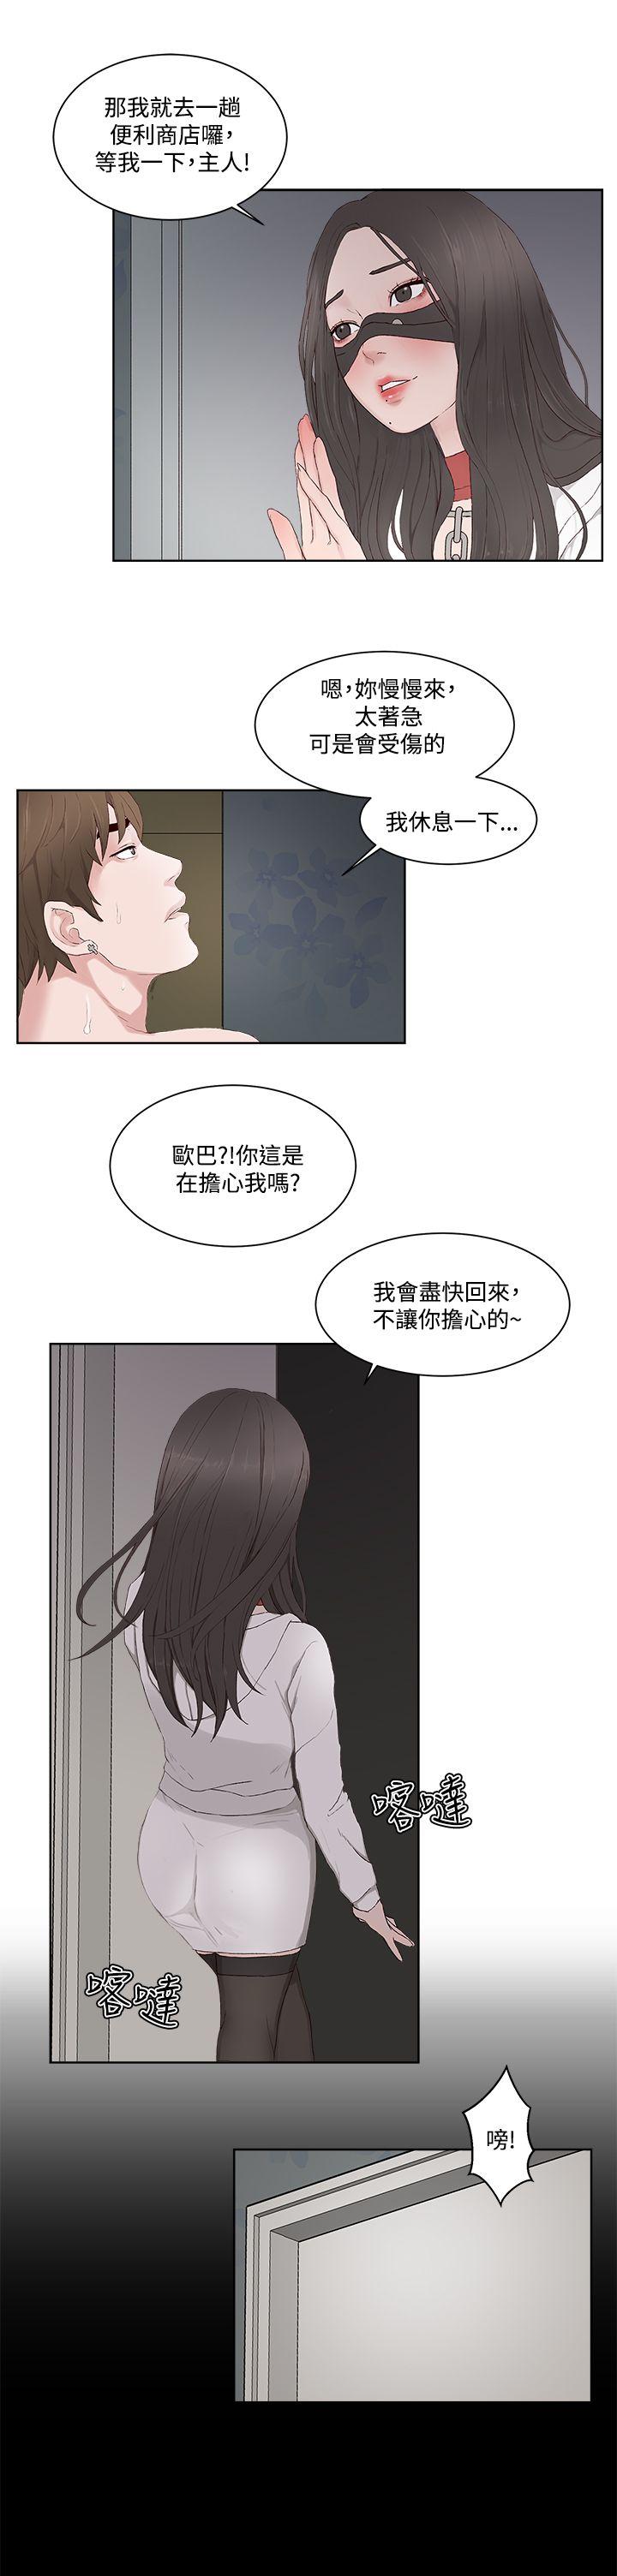 那我就去一趟
便利商店囉，
等我一下，主人！
嗯，妳慢慢來，
太著急
可是會受傷的
我休息一下…
歐巴?!你這是
在擔心我嗎?
我會盡快回來，
不讓你擔心的~
喀噠
喀噠
嗙!